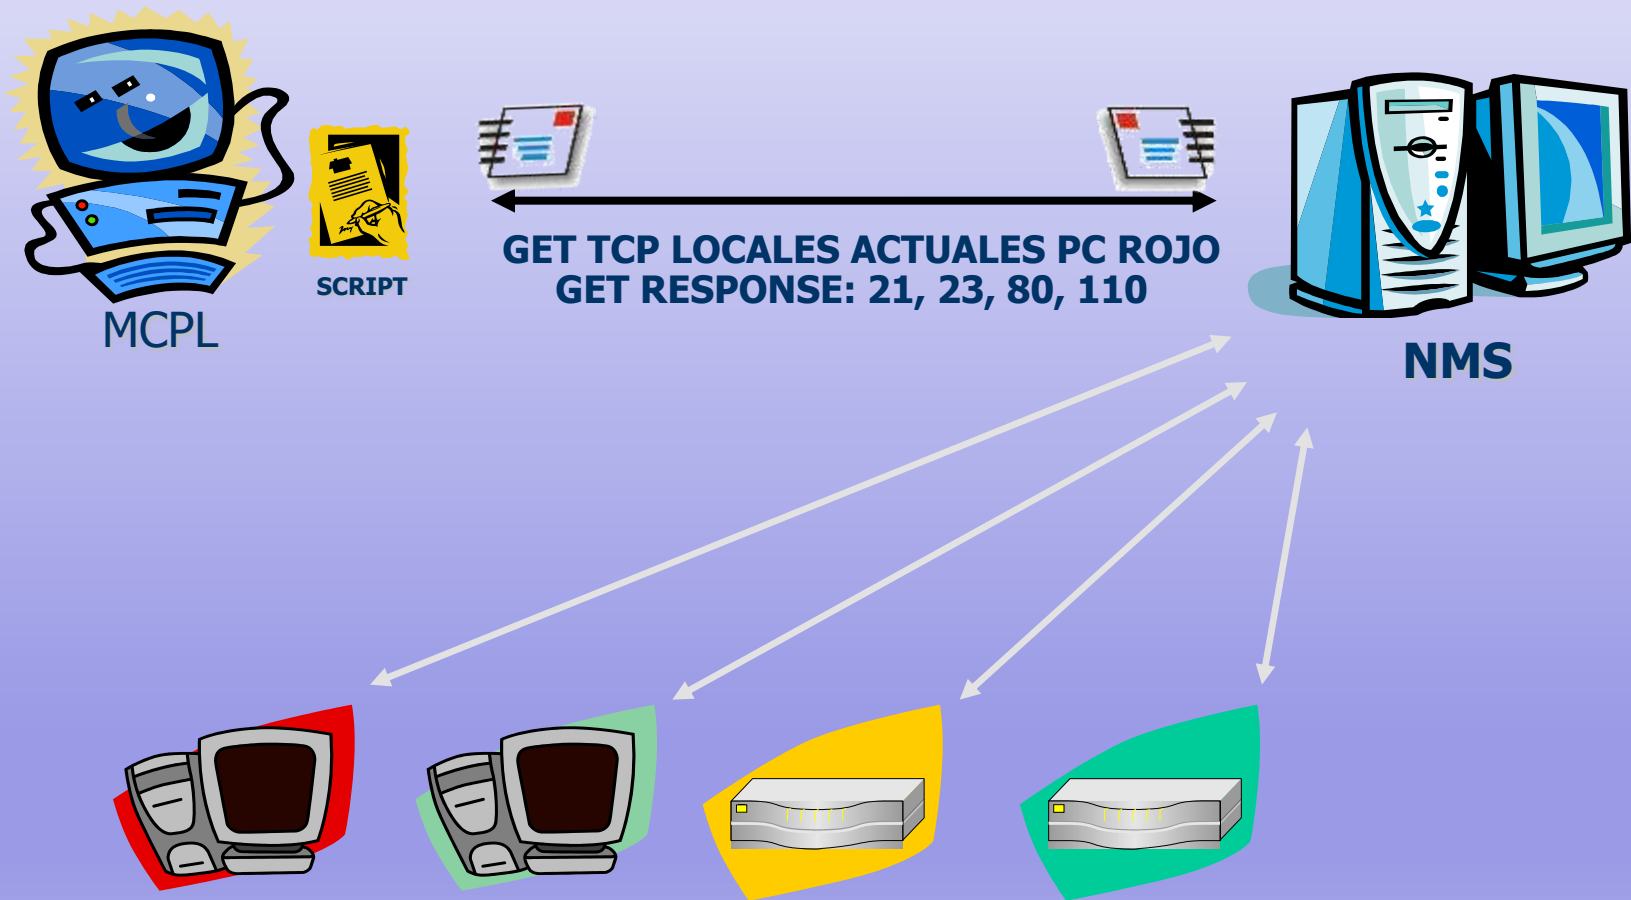 GET TCP LOCALES ACTUALES PC ROJO
GET RESPONSE: 21, 23, 80, 110
SCRIPT
MCPL
NMS